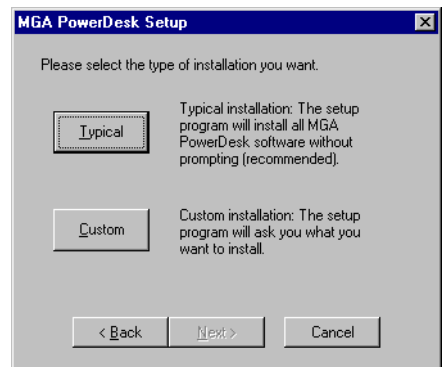 MGA PowerDesk Setup
Please select the type of installation you want.
Typical
Typical installation: The setup
program will install all MGA
PowerDesk software without
prompting (recommended).
Custom
Custom installation: The setup
program will ask you what you
want to install.
< Back
Next >
Cancel